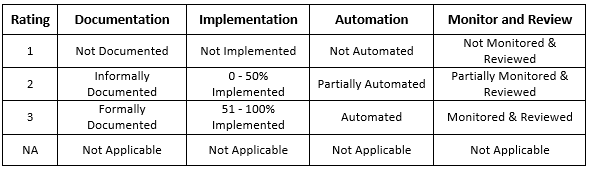 Rating Documentation Implementation Automation Monitor and Review
1 Not Documented Not Implemented Not Automated Not Monitored & Reviewed
2 Informally Documented 0 - 50% Implemented Partially Automated Partially Monitored & Reviewed
3 Formally Documented 51 - 100% Implemented Automated Monitored & Reviewed
NA Not Applicable Not Applicable Not Applicable Not Applicable